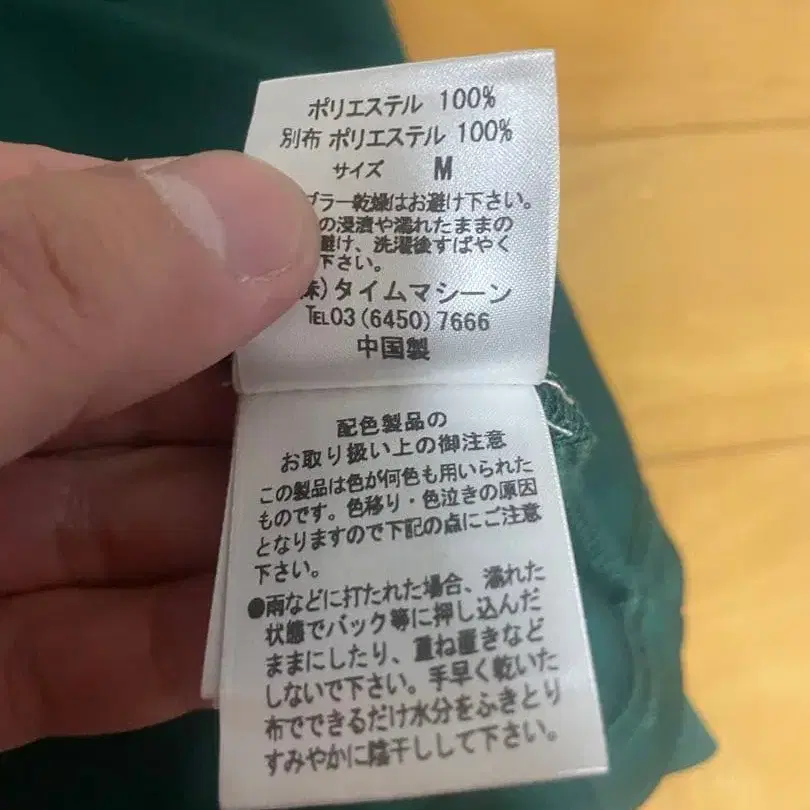 ポリエステル 100%
別布 ポリエステル 100%
サイズ M
ブラー乾燥はお避け下さい。
の浸漬や濡れたままの
避け、洗濯後すばやく
下さい。
株)タイムマシーン
TEL03(6450)7666
中国製
配色製品の
お取り扱い上の御注意
この製品は色が何色も用いられた
ものです。色移り・色泣きの原因
となりますので下記の点にご注意
下さい。
●雨などに打たれた場合、濡れた
状態でバック等に押し込んだ
ままにしたり、重ね置きなど
しないで下さい。手早く乾いた
布でできるだけ水分をふきとり
すみやかに陰干しして下さい。